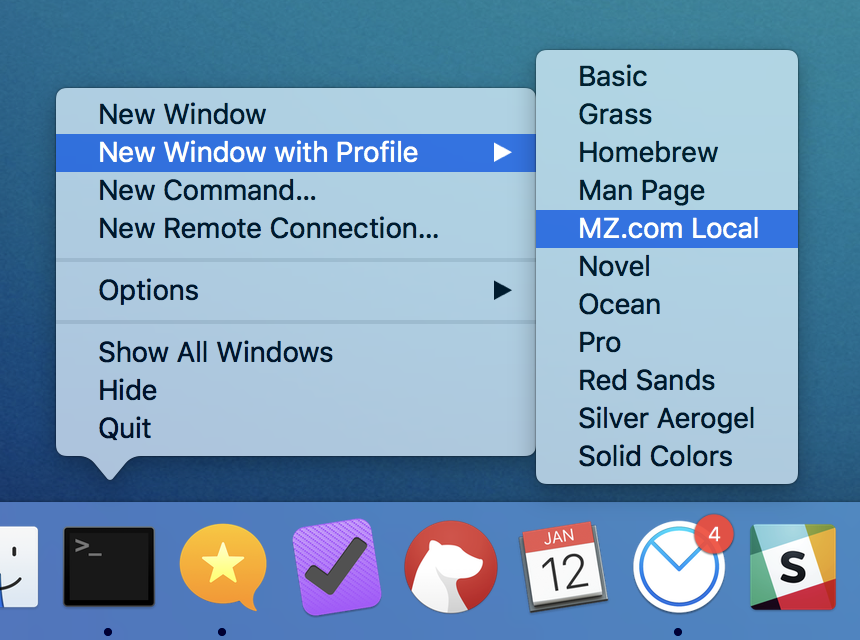 New Window
New Window with Profile
New Command...
New Remote Connection...
Options
Show All Windows
Hide
Quit
Basic
Grass
Homebrew
Man Page
MZ.com Local
Novel
Ocean
Pro
Red Sands
Silver Aerogel
Solid Colors
>_
JAN
12
4
S